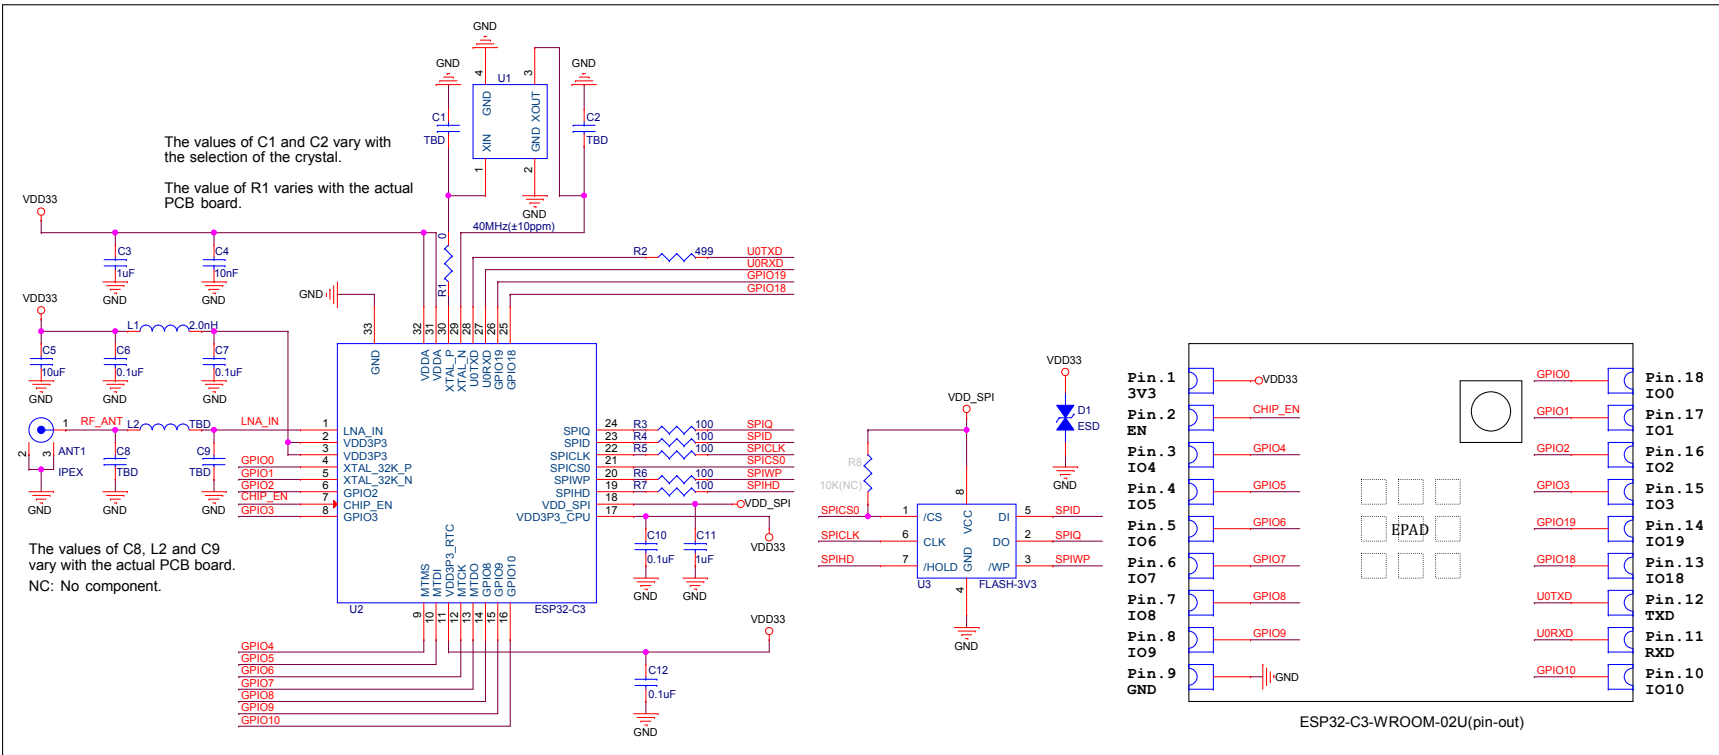 GND
GND
GND
4
U1
3
GND
XOUT
XIN
GND
C1
TBD
C2
TBD
1
2
GND
The values of C1 and C2 vary with
the selection of the crystal.
The value of R1 varies with the actual
PCB board.
VDD33
40MHz(±10ppm)
C3
1uF
GND
C4
10nF
GND
0
R1
R2
499
U0TXD
U0RXD
GPIO19
GPIO18
GND
VDD33
L1
2.0nH
C5
10uF
GND
C6
0.1uF
GND
C7
0.1uF
GND
33
32
31
30
29
28
27
26
25
GND
VDDA
VDDA
XTAL_P
XTAL_N
U0TXD
U0RXD
GPIO19
GPIO18
1
RF_ANT
L2
TBD
LNA_IN
2
3
ANT1
IPEX
GND
C8
TBD
GND
C9
TBD
GND
GPIO0
GPIO1
GPIO2
CHIP_EN
GPIO3
1
2
3
4
5
6
7
8
LNA_IN
VDD3P3
VDD3P3
XTAL_32K_P
XTAL_32K_N
GPIO2
CHIP_EN
GPIO3
SPIQ
SPID
SPICLK
SPICS0
SPIWP
SPIHD
VDD_SPI
VDD3P3_CPU
24
23
22
21
20
19
18
17
R3
100
SPIQ
R4
100
SPID
R5
100
SPICLK
SPICS0
R6
100
SPIWP
R7
100
SPIHD
VDD_SPI
C10
0.1uF
GND
C11
1uF
GND
VDD33
The values of C8, L2 and C9
vary with the actual PCB board.
NC: No component.
MTMS
MTDI
VDD3P3_RTC
MTCK
MTDO
GPIO8
GPIO9
GPIO10
U2
ESP32-C3
9
10
11
12
13
14
15
16
GPIO4
GPIO5
GPIO6
GPIO7
GPIO8
GPIO9
GPIO10
VDD33
C12
0.1uF
GND
VDD_SPI
R8
10K(NC)
SPICS0
SPICLK
SPIHD
1
6
7
/CS
CLK
/HOLD
8
VCC
GND
4
DI
DO
/WP
5
2
3
SPID
SPIQ
SPIWP
U3
FLASH-3V3
GND
VDD33
D1
ESD
GND
Pin.1
3V3
VDD33
Pin.2
EN
CHIP_EN
Pin.3
IO4
GPIO4
Pin.4
IO5
GPIO5
Pin.5
IO6
GPIO6
Pin.6
IO7
GPIO7
Pin.7
IO8
GPIO8
Pin.8
IO9
GPIO9
Pin.9
GND
GND
EPAD
GPIO0
Pin.18
IO0
GPIO1
Pin.17
IO1
GPIO2
Pin.16
IO2
GPIO3
Pin.15
IO3
GPIO19
Pin.14
IO19
GPIO18
Pin.13
IO18
U0TXD
Pin.12
TXD
U0RXD
Pin.11
RXD
GPIO10
Pin.10
IO10
ESP32-C3-WROOM-02U(pin-out)